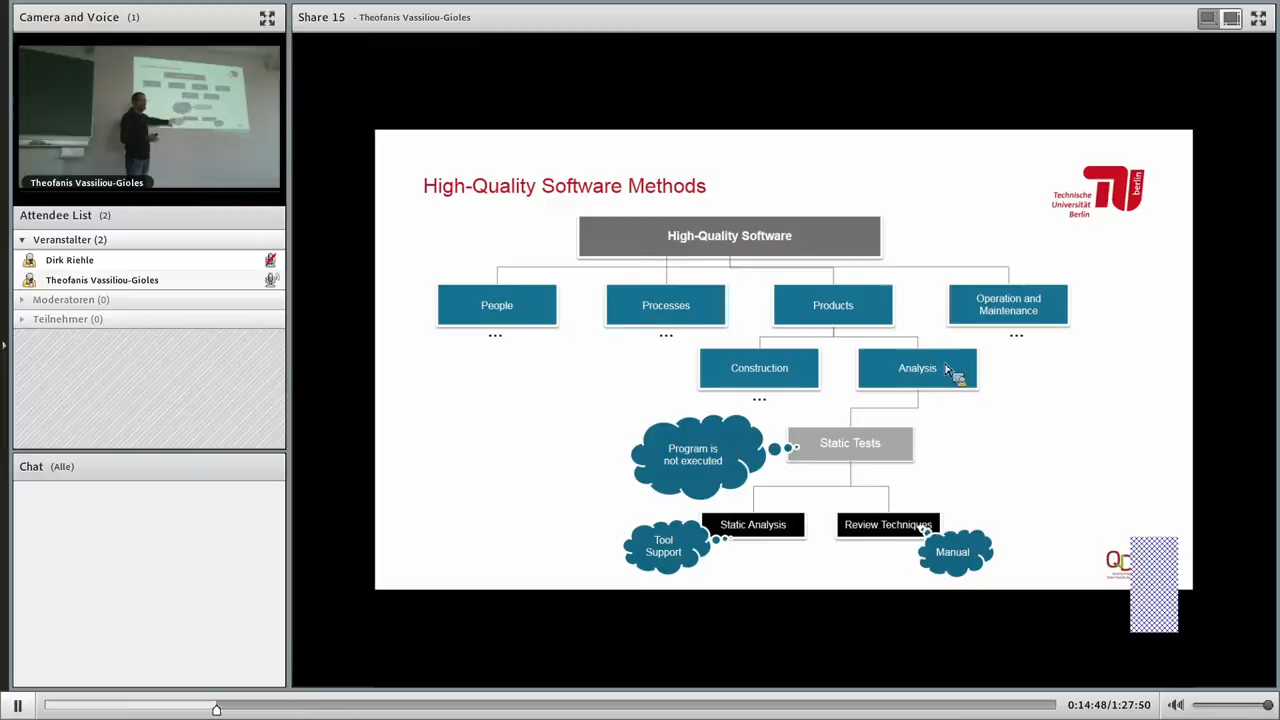 Camera and Voice (1)
Share 15 - Theofanis Vassiliou-Gioles
Theofanis Vassiliou-Gioles
Attendee List (2)
Veranstalter (2)
Dirk Riehle
Theofanis Vassiliou-Gioles
Moderatoren (0)
Teilnehmer (0)
Chat (Alle)
High-Quality Software Methods
Technische
Universität
Berlin
berlin
High-Quality Software
People
Processes
Products
Operation and
Maintenance
...
...
...
Construction
Analysis
...
Program is
not executed
Static Tests
Static Analysis
Review Techniques
Tool
Support
Manual
0:14:48/1:27:50